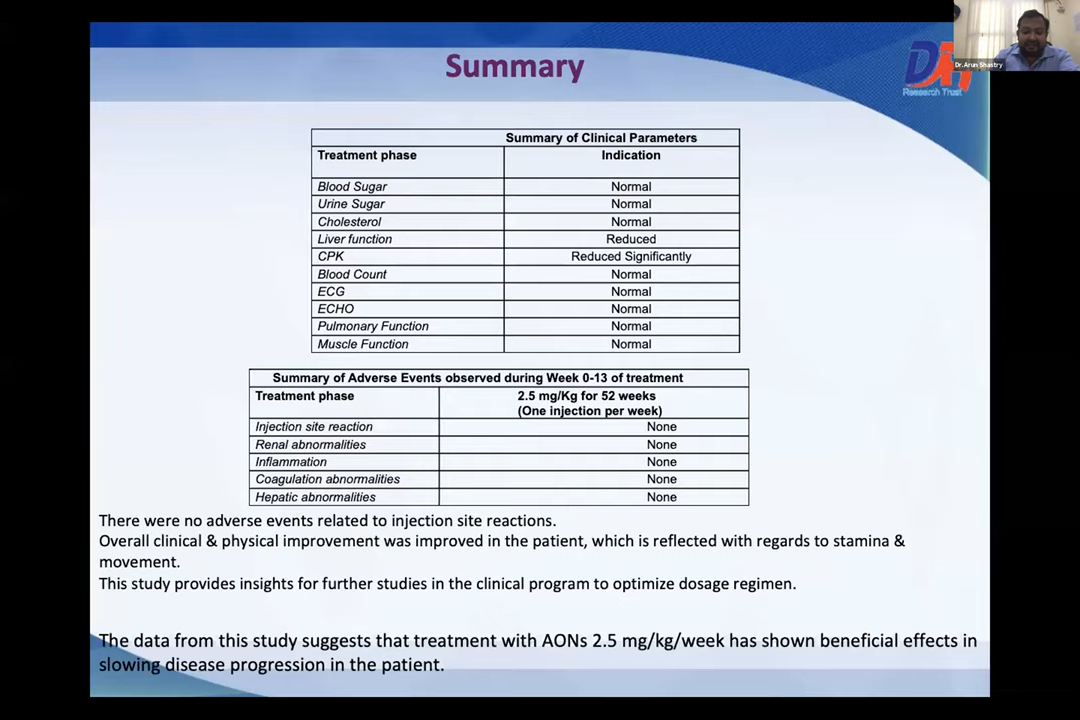 Summary
Dr.Arun Shastry
Research Trust
Summary of Clinical Parameters
Treatment phase Indication
Blood Sugar Normal
Urine Sugar Normal
Cholesterol Normal
Liver function Reduced
CPK Reduced Significantly
Blood Count Normal
ECG Normal
ECHO Normal
Pulmonary Function Normal
Muscle Function Normal
Summary of Adverse Events observed during Week 0-13 of treatment
Treatment phase 2.5 mg/Kg for 52 weeks
(One injection per week)
Injection site reaction None
Renal abnormalities None
Inflammation None
Coagulation abnormalities None
Hepatic abnormalities None
There were no adverse events related to injection site reactions.
Overall clinical & physical improvement was improved in the patient, which is reflected with regards to stamina &
movement.
This study provides insights for further studies in the clinical program to optimize dosage regimen.
The data from this study suggests that treatment with AONs 2.5 mg/kg/week has shown beneficial effects in
slowing disease progression in the patient.